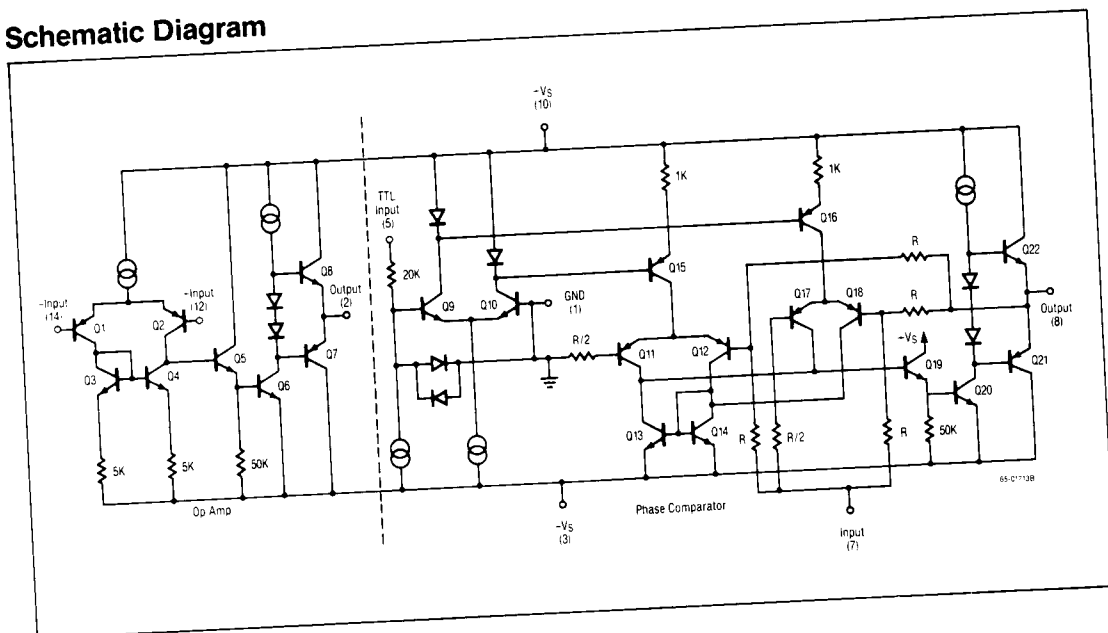 Schematic Diagram
–VS
(10)
TTL
Input
(5)
1K
1K
Q16
20K
Q8
Q15
R
Q22
Q9
Q10
GND
(1)
Q17
Q18
R
Output
(2)
Output
(8)
–Input
(14)
–Input
(12)
Q1
Q2
R/2
Q11
Q12
–VS
Q19
Q21
Q5
Q7
Q3
Q4
Q6
Q20
Q13
Q14
R
R/2
R
50K
5K
5K
50K
65-01713B
Op Amp
–VS
(3)
Phase Comparator
Input
(7)